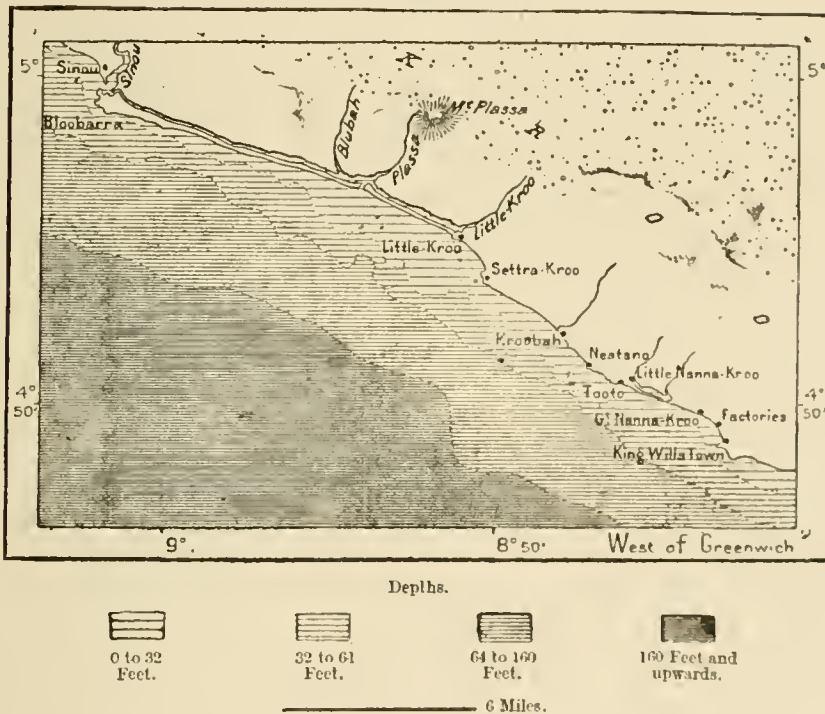 5°
5°
Sinou
Sinou
Bloobarra
Blubah
Plassa
Mt Plassa
Little-Kroo
Little-Kroo
Settra-Kroo
Kroobah
Neatano
Little Nanna-Kroo
Tooto
Gt Nanna-Kroo
Factories
King Wills Town
4°
50'
4°
50'
9°
8°50'
West of Greenwich
Depths.
0 to 32
Feet.
32 to 64
Feet.
64 to 160
Feet.
160 Feet and
upwards.
6 Miles.